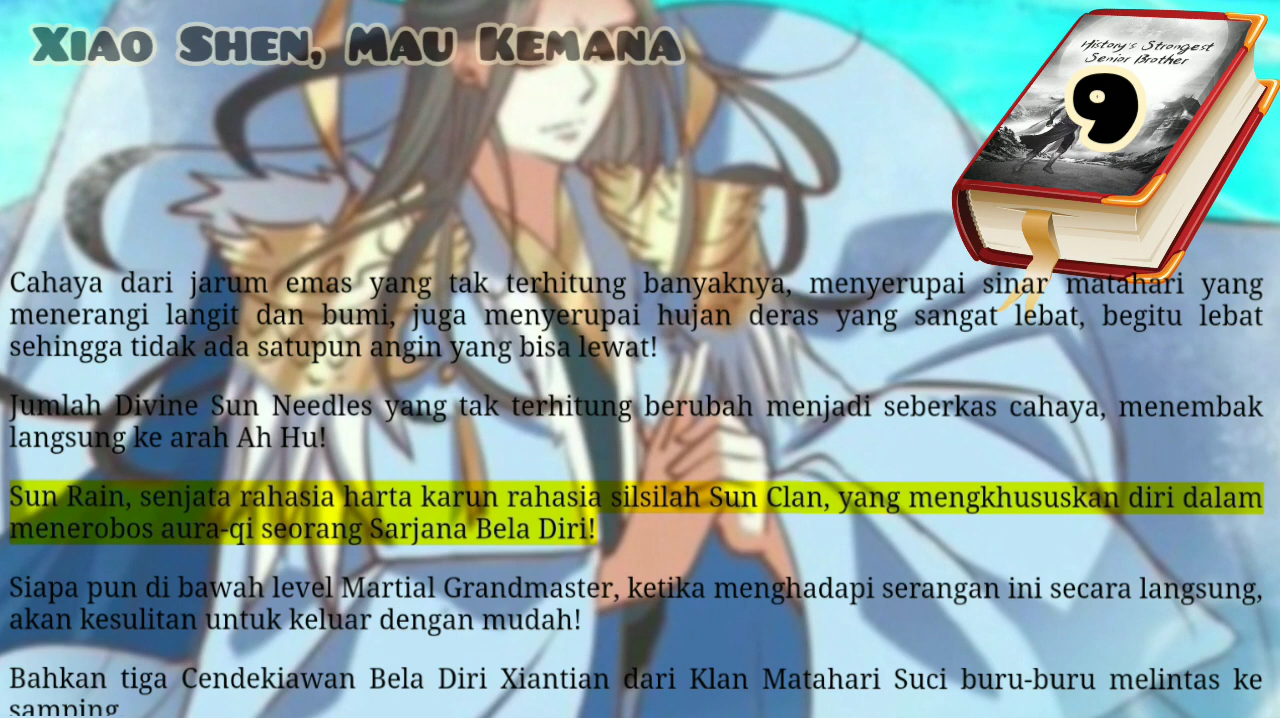 Xiao Shen, Mau Kemana
History's Strongest
Senior Brother
9
Cahaya dari jarum emas yang tak terhitung banyaknya, menyerupai sinar matahari yang
menerangi langit dan bumi, juga menyerupai hujan deras yang sangat lebat, begitu lebat
sehingga tidak ada satupun angin yang bisa lewat!
Jumlah Divine Sun Needles yang tak terhitung berubah menjadi seberkas cahaya, menembak
langsung ke arah Ah Hu!
Sun Rain, senjata rahasia harta karun rahasia silsilah Sun Clan, yang mengkhususkan diri dalam
menerobos aura-qi seorang Sarjana Bela Diri!
Siapa pun di bawah level Martial Grandmaster, ketika menghadapi serangan ini secara langsung,
akan kesulitan untuk keluar dengan mudah!
Bahkan tiga Cendekiawan Bela Diri Xiantian dari Klan Matahari Suci buru-buru melintas ke
samping